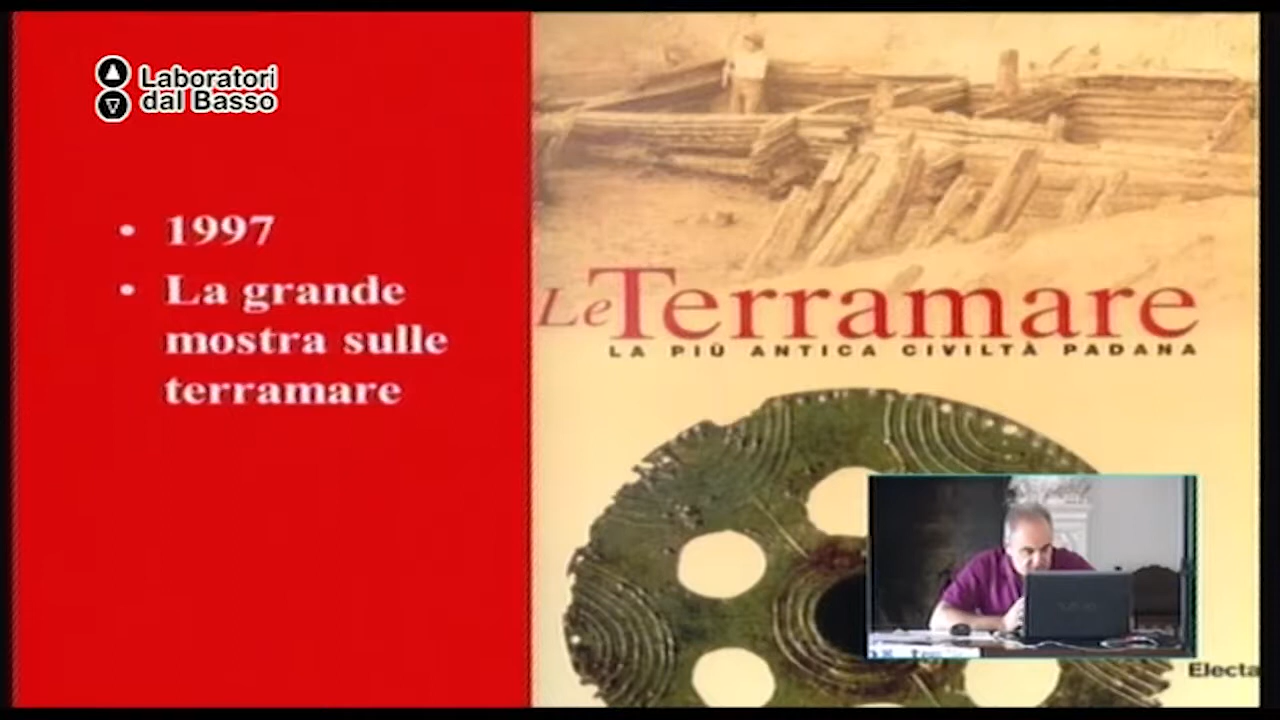 Laboratori
dal Basso
• 1997
• La grande
mostra sulle
terramare
Le Terramare
LA PIÙ ANTICA CIVILTÀ PADANA
Electa